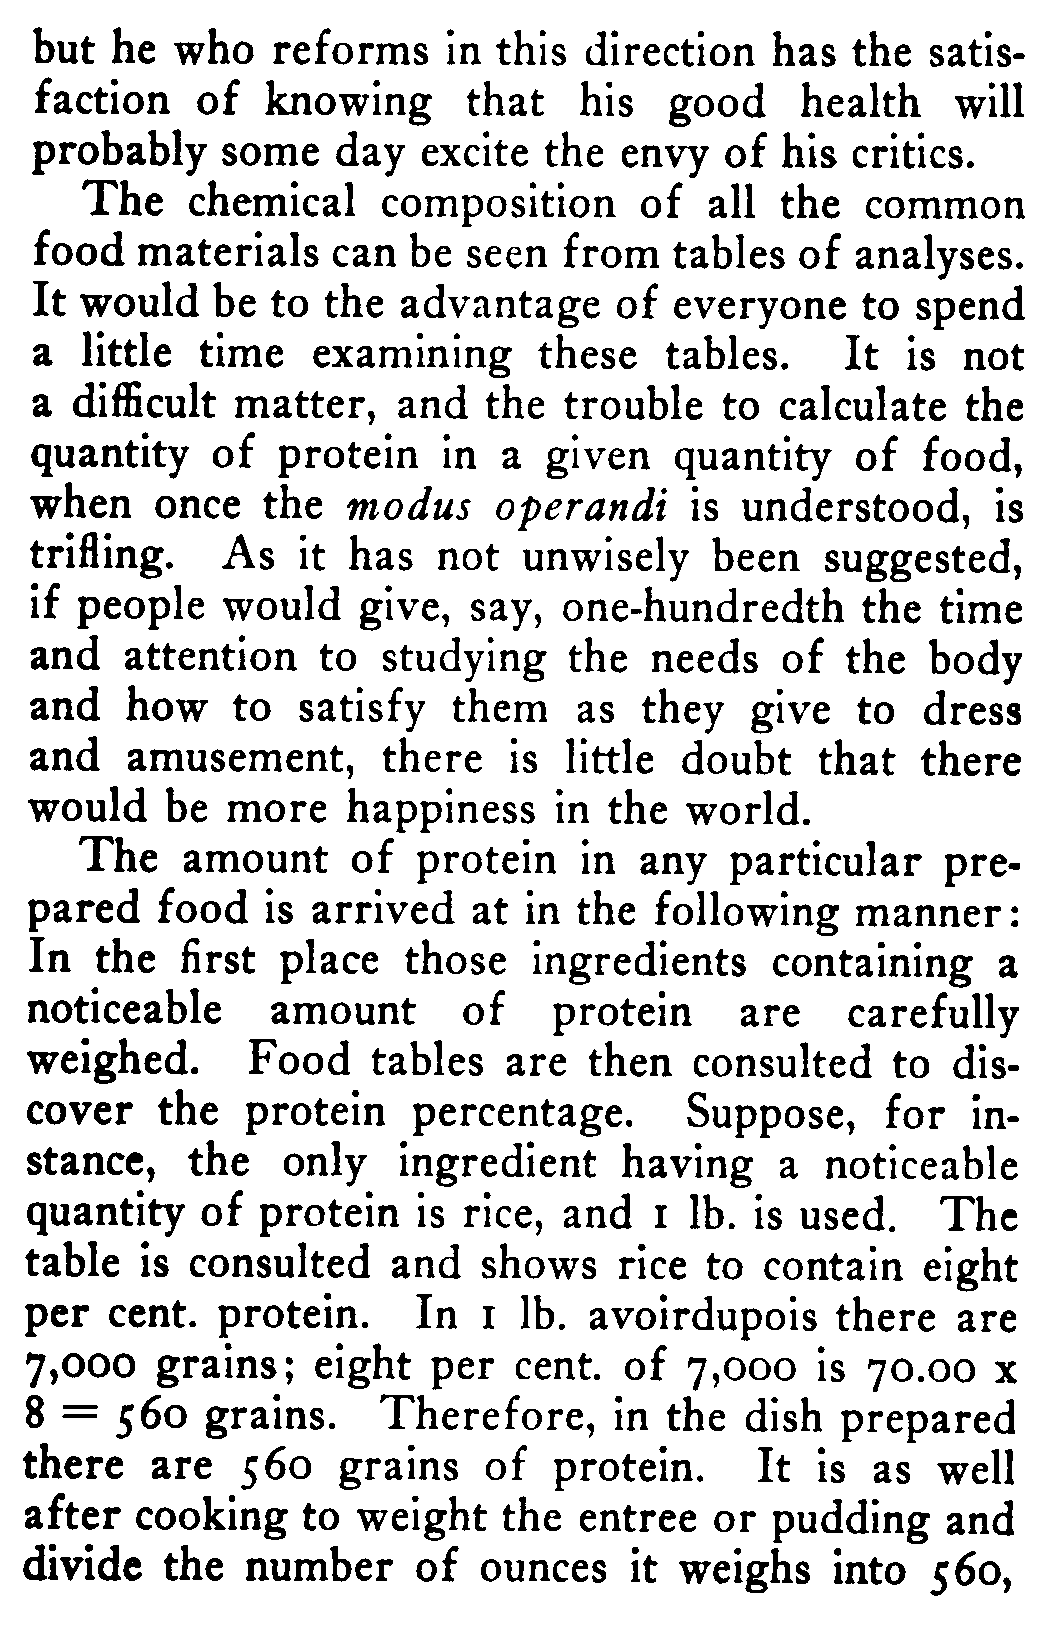 but he who reforms in this direction has the satis-
faction of knowing that his good health will
probably some day excite the envy of his critics.
The chemical composition of all the common
food materials can be seen from tables of analyses.
It would be to the advantage of everyone to spend
a little time examining these tables. It is not
a difficult matter, and the trouble to calculate the
quantity of protein in a given quantity of food,
when once the modus operandi is understood, is
trifling. As it has not unwisely been suggested,
if people would give, say, one-hundredth the time
and attention to studying the needs of the body
and how to satisfy them as they give to dress
and amusement, there is little doubt that there
would be more happiness in the world.
The amount of protein in any particular pre-
pared food is arrived at in the following manner:
In the first place those ingredients containing a
noticeable amount of protein are carefully
weighed. Food tables are then consulted to dis-
cover the protein percentage. Suppose, for in-
stance, the only ingredient having a noticeable
quantity of protein is rice, and 1 lb. is used. The
table is consulted and shows rice to contain eight
per cent. protein. In 1 lb. avoirdupois there are
7,000 grains; eight per cent. of 7,000 is 70.00 x
8 = 560 grains. Therefore, in the dish prepared
there are 560 grains of protein. It is as well
after cooking to weight the entree or pudding and
divide the number of ounces it weighs into 560,